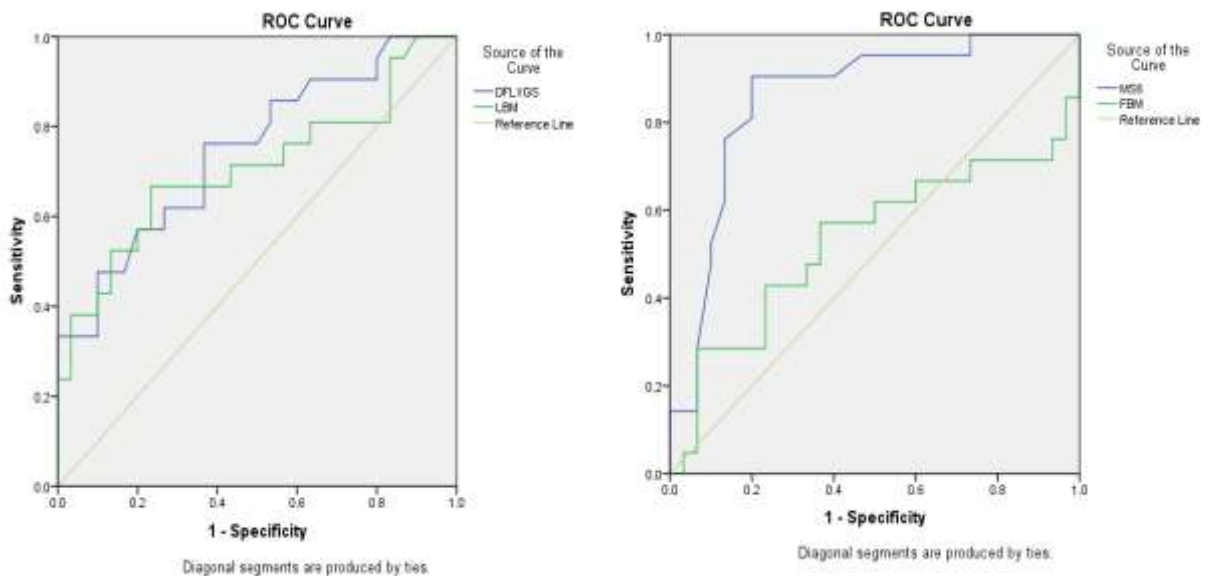 ROC Curve
Source of the
Curve
LBM
Reference Line
1.0
0.8
0.6
0.4
0.2
0.0
Sensitivity
0.0 0.2 0.4 0.6 0.8 1.0
1 - Specificity
Diagonal segments are produced by ties.
ROC Curve
Source of the
Curve
FBM
Reference Line
1.0
0.8
0.6
0.4
0.2
0.0
Sensitivity
0.0 0.2 0.4 0.6 0.8 1.0
1 - Specificity
Diagonal segments are produced by ties.